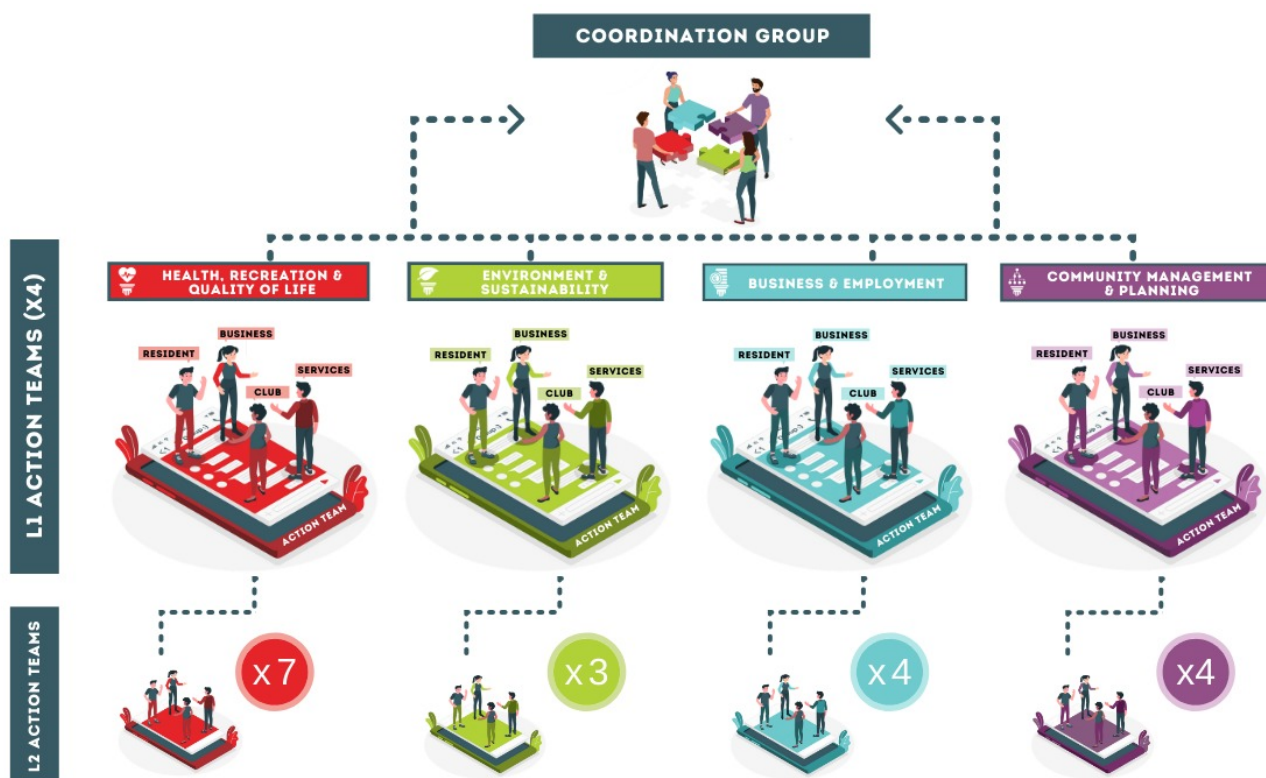 COORDINATION GROUP
L1 ACTION TEAMS (X4)
HEALTH, RECREATION &
QUALITY OF LIFE
ENVIRONMENT &
SUSTAINABILITY
BUSINESS & EMPLOYMENT
COMMUNITY MANAGEMENT
& PLANNING
BUSINESS
RESIDENT
SERVICES
CLUB
ACTION TEAM
BUSINESS
RESIDENT
SERVICES
CLUB
ACTION TEAM
BUSINESS
RESIDENT
SERVICES
CLUB
ACTION TEAM
BUSINESS
RESIDENT
SERVICES
CLUB
ACTION TEAM
L2 ACTION TEAMS
x7
x3
x4
x4